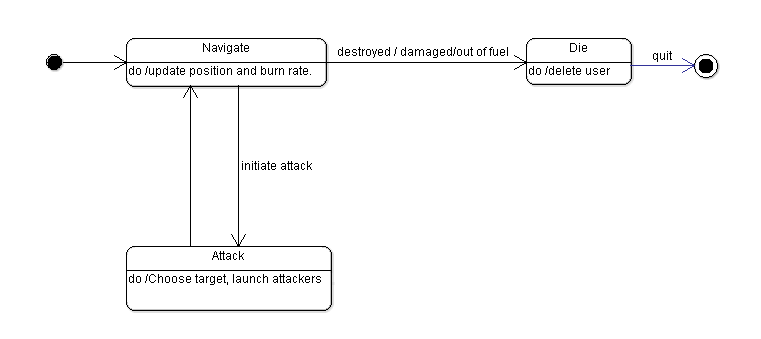 Navigate
do /update position and burn rate.
destroyed / damaged/out of fuel
Die
do /delete user
quit
initiate attack
Attack
do /Choose target, launch attackers